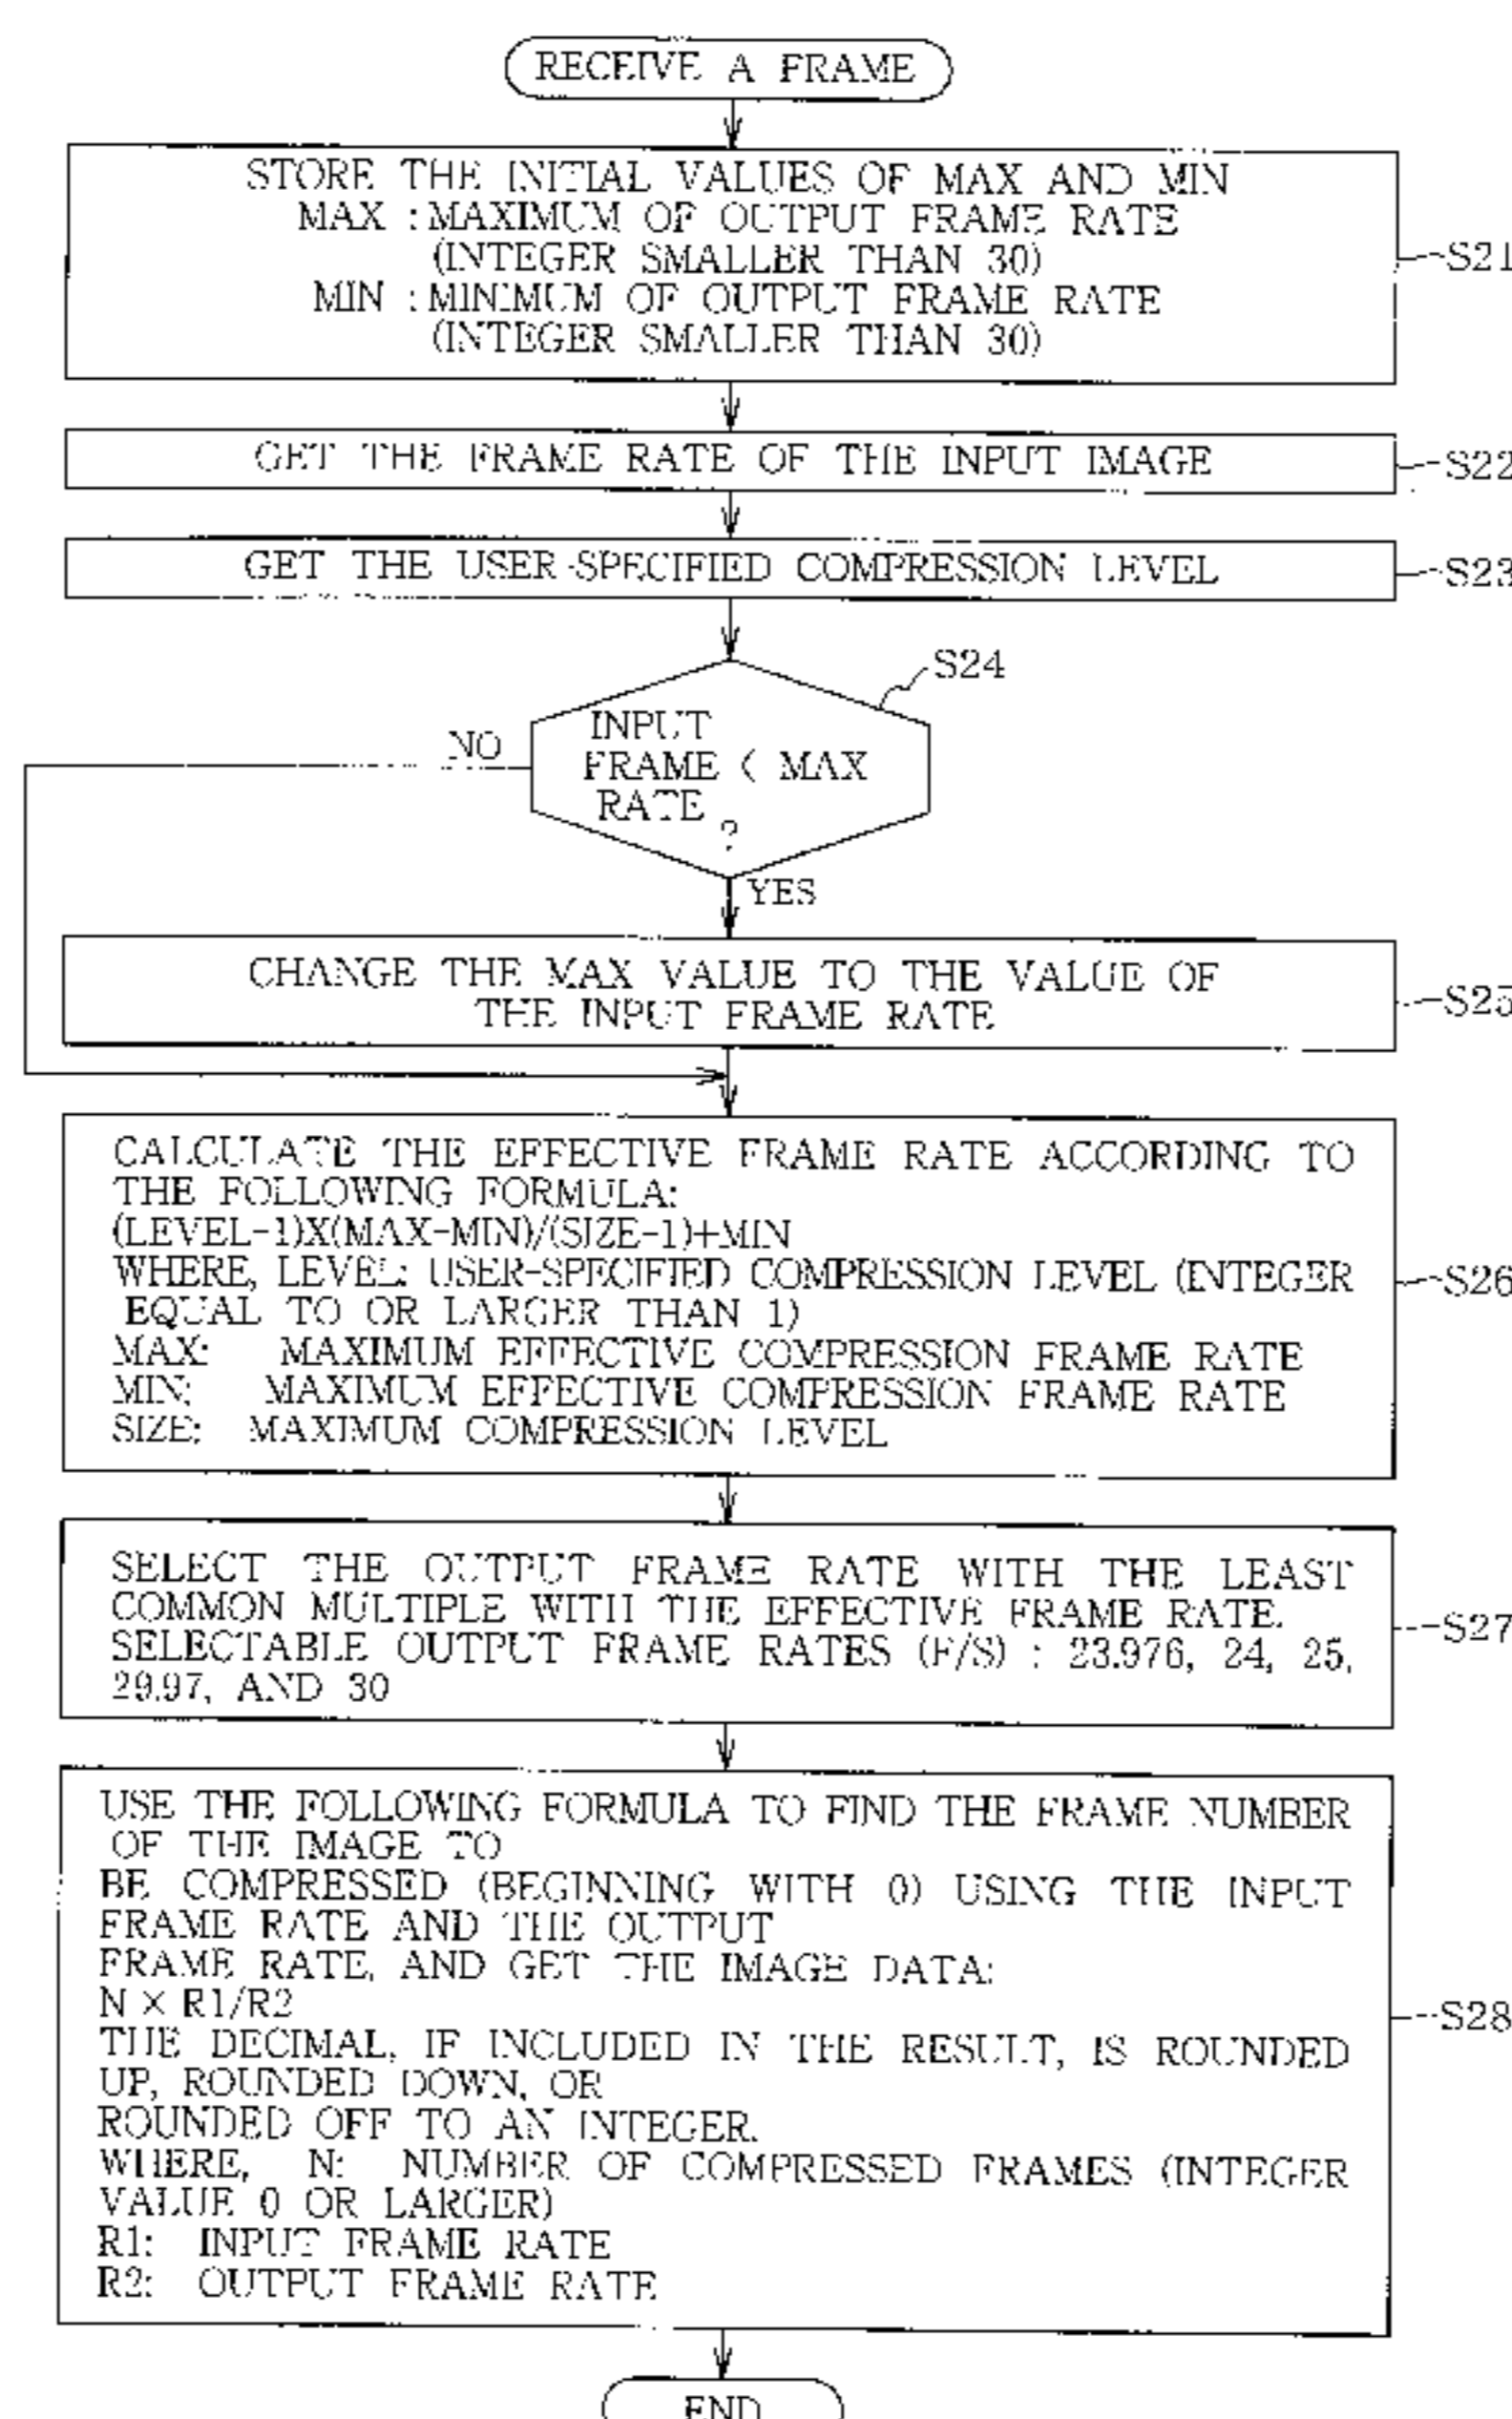 RECEIVE A FRAME
STORE THE INITIAL VALUES OF MAX AND MIN
MAX : MAXIMUM OF OUTPUT FRAME RATE
(INTEGER SMALLER THAN 30)
MIN : MINIMUM OF OUTPUT FRAME RATE
(INTEGER SMALLER THAN 30)
S21
GET THE FRAME RATE OF THE INPUT IMAGE
S22
GET THE USER-SPECIFIED COMPRESSION LEVEL
S23
S24
INPUT
FRAME < MAX
RATE
?
NO
YES
CHANGE THE MAX VALUE TO THE VALUE OF
THE INPUT FRAME RATE
S25
CALCULATE THE EFFECTIVE FRAME RATE ACCORDING TO
THE FOLLOWING FORMULA:
(LEVEL-1)X(MAX-MIN)/(SIZE-1)+MIN
WHERE, LEVEL: USER-SPECIFIED COMPRESSION LEVEL (INTEGER
EQUAL TO OR LARGER THAN 1)
MAX: MAXIMUM EFFECTIVE COMPRESSION FRAME RATE
MIN: MAXIMUM EFFECTIVE COMPRESSION FRAME RATE
SIZE: MAXIMUM COMPRESSION LEVEL
S26
SELECT THE OUTPUT FRAME RATE WITH THE LEAST
COMMON MULTIPLE WITH THE EFFECTIVE FRAME RATE.
SELECTABLE OUTPUT FRAME RATES (F/S) : 23.976, 24, 25,
29.97, AND 30
S27
USE THE FOLLOWING FORMULA TO FIND THE FRAME NUMBER
OF THE IMAGE TO
BE COMPRESSED (BEGINNING WITH 0) USING THE INPUT
FRAME RATE AND THE OUTPUT
FRAME RATE, AND GET THE IMAGE DATA:
N × R1/R2
THE DECIMAL, IF INCLUDED IN THE RESULT, IS ROUNDED
UP, ROUNDED DOWN, OR
ROUNDED OFF TO AN INTEGER.
WHERE, N: NUMBER OF COMPRESSED FRAMES (INTEGER
VALUE 0 OR LARGER)
R1: INPUT FRAME RATE
R2: OUTPUT FRAME RATE
S28
END